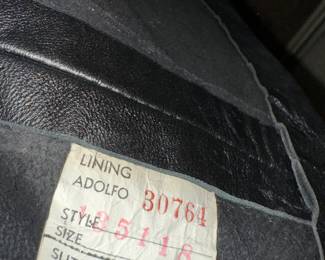 LINING
ADOLFO 30764
STYLE 125118
SIZE